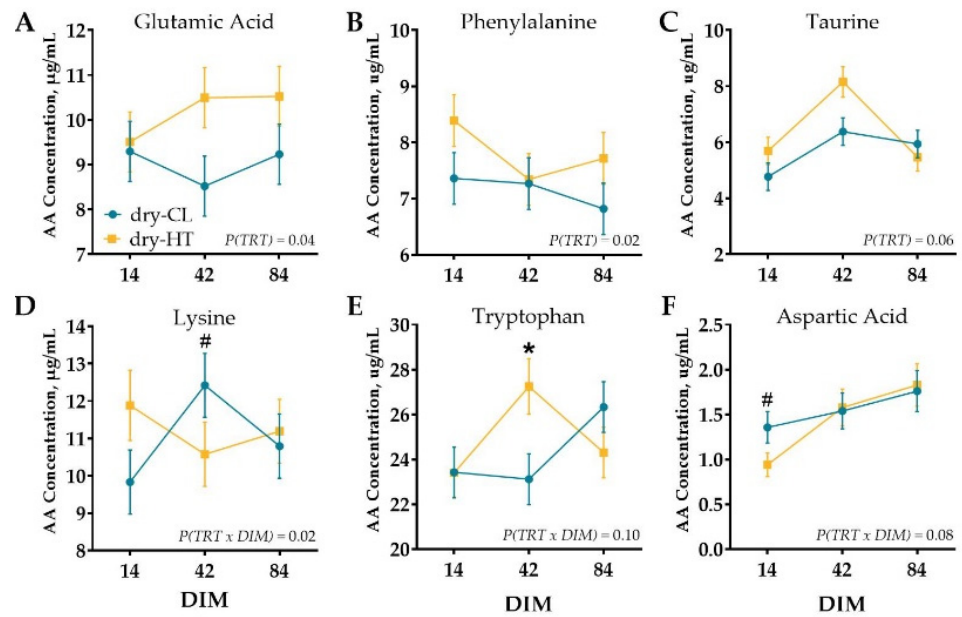 A Glutamic Acid
AA Concentration, µg/mL
12
11
10
9
8
7
dry-CL
dry-HT
P(TRT) = 0.04
14 42 84
B Phenylalanine
AA Concentration, ug/mL
10
9
8
7
6
P(TRT) = 0.02
14 42 84
C Taurine
AA Concentration, ug/mL
10
8
6
4
2
P(TRT) = 0.06
14 42 84
D Lysine
AA Concentration, µg/mL
14
13
12
11
10
9
8
#
P(TRT x DIM) = 0.02
14 42 84
DIM
E Tryptophan
AA Concentration, ug/mL
30
28
26
24
22
20
*
P(TRT x DIM) = 0.10
14 42 84
DIM
F Aspartic Acid
AA Concentration, ug/mL
2.5
2.0
1.5
1.0
0.5
0.0
#
P(TRT x DIM) = 0.08
14 42 84
DIM